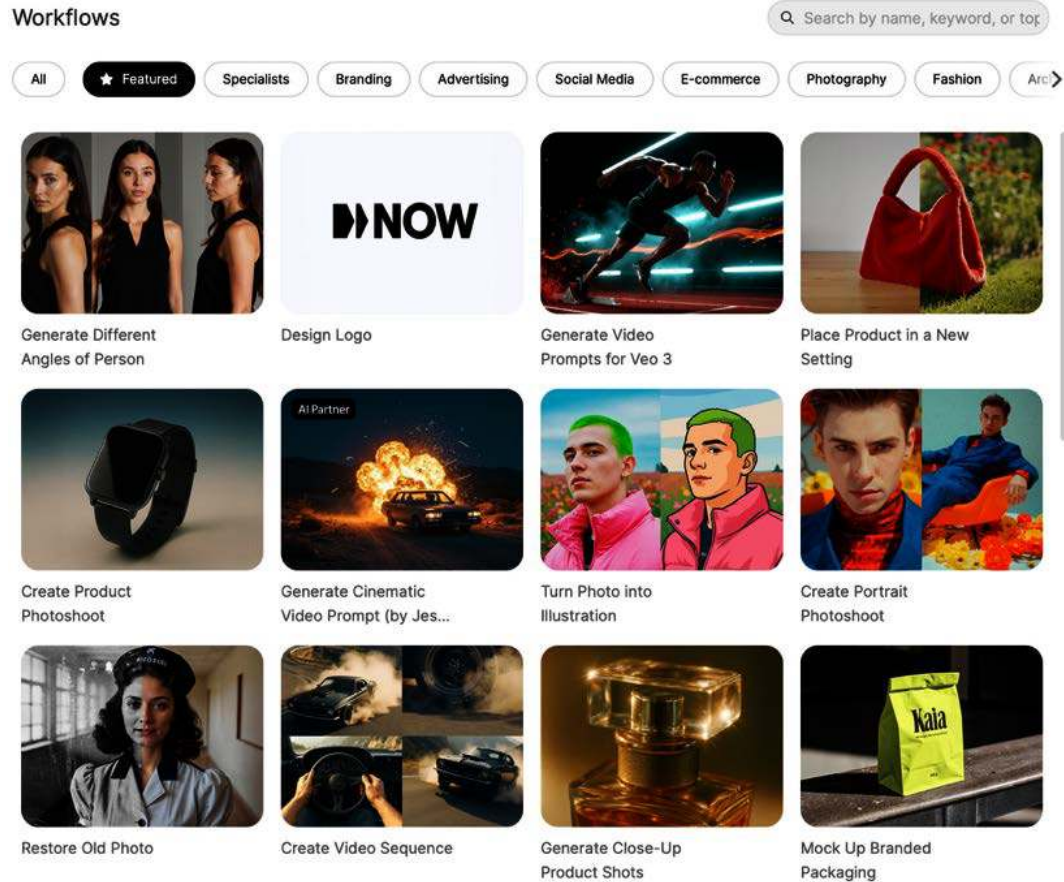 Workflows
Search by name, keyword, or top
All
Featured
Specialists
Branding
Advertising
Social Media
E-commerce
Photography
Fashion
Arc
NOW
Generate Different
Angles of Person
Design Logo
Generate Video
Prompts for Veo 3
Place Product in a New
Setting
AI Partner
Create Product
Photoshoot
Generate Cinematic
Video Prompt (by Jes...
Turn Photo into
Illustration
Create Portrait
Photoshoot
Kaia
Restore Old Photo
Create Video Sequence
Generate Close-Up
Product Shots
Mock Up Branded
Packaging